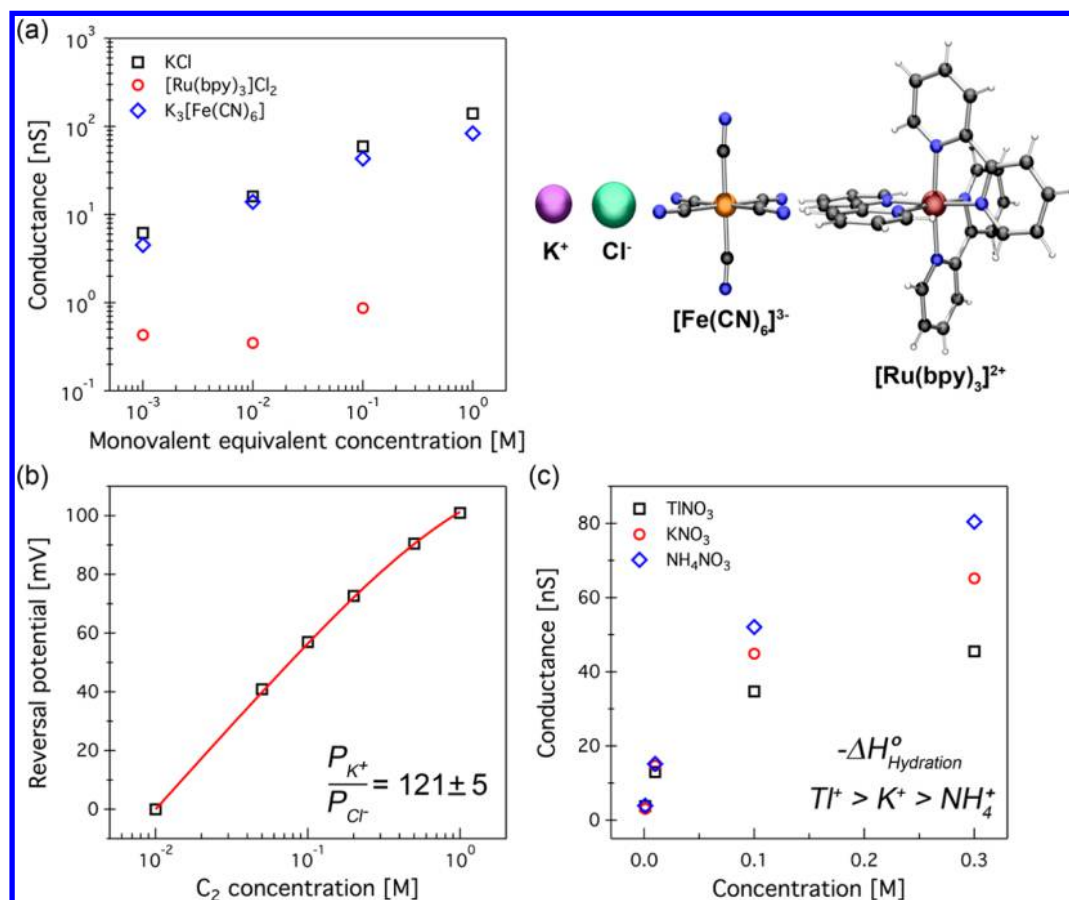 (a)
10³
10²
10¹
10⁰
10⁻¹
Conductance [nS]
KCl
[Ru(bpy)₃]Cl₂
K₃[Fe(CN)₆]
10⁻³ 10⁻² 10⁻¹ 10⁰
Monovalent equivalent concentration [M]
K⁺ Cl⁻
[Fe(CN)₆]³⁻
[Ru(bpy)₃]²⁺
(b)
100
80
60
40
20
0
Reversal potential [mV]
P_K⁺ / P_Cl⁻ = 121±5
10⁻² 10⁻¹ 10⁰
C₂ concentration [M]
(c)
80
60
40
20
0
Conductance [nS]
TlNO₃
KNO₃
NH₄NO₃
-ΔH°Hydration
Tl⁺ > K⁺ > NH₄⁺
0.0 0.1 0.2 0.3
Concentration [M]